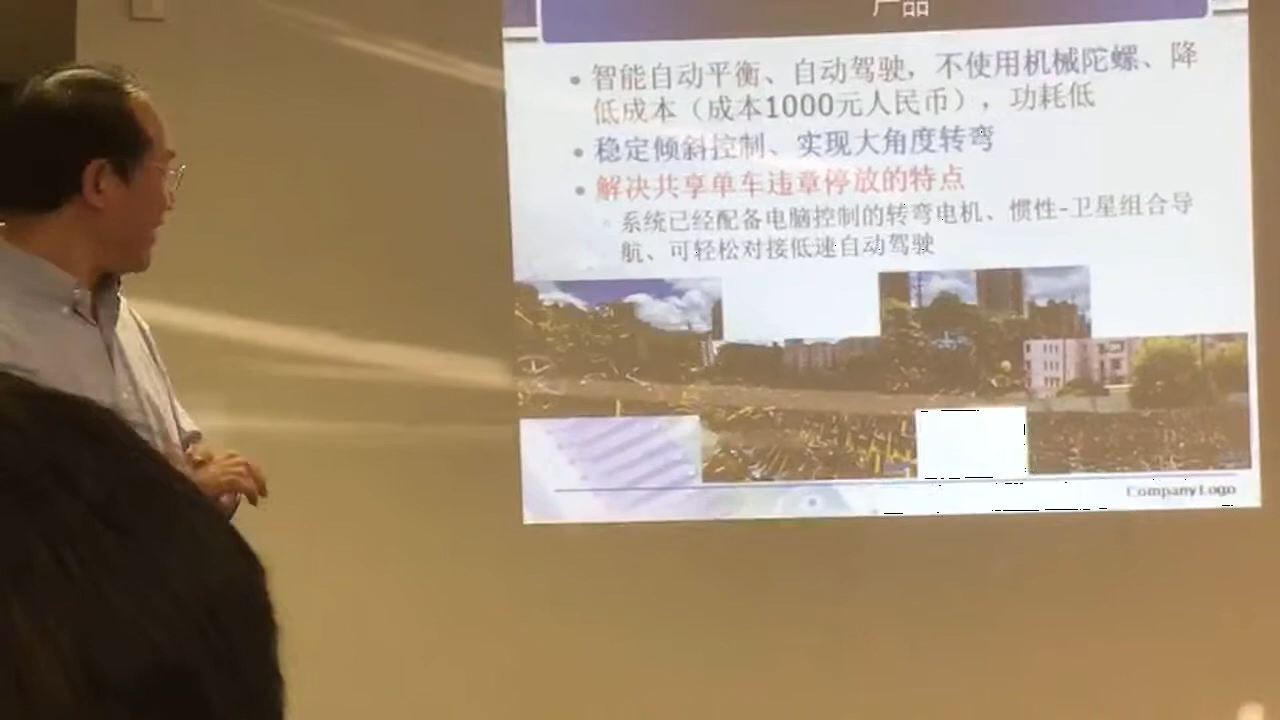 产品
智能自动平衡、自动驾驶，不使用机械陀螺、降
低成本（成本1000元人民币），功耗低
稳定倾斜控制、实现大角度转弯
解决共享单车违章停放的特点
系统已经配备电脑控制的转弯电机、惯性-卫星组合导
航、可轻松对接低速自动驾驶
Company Logo